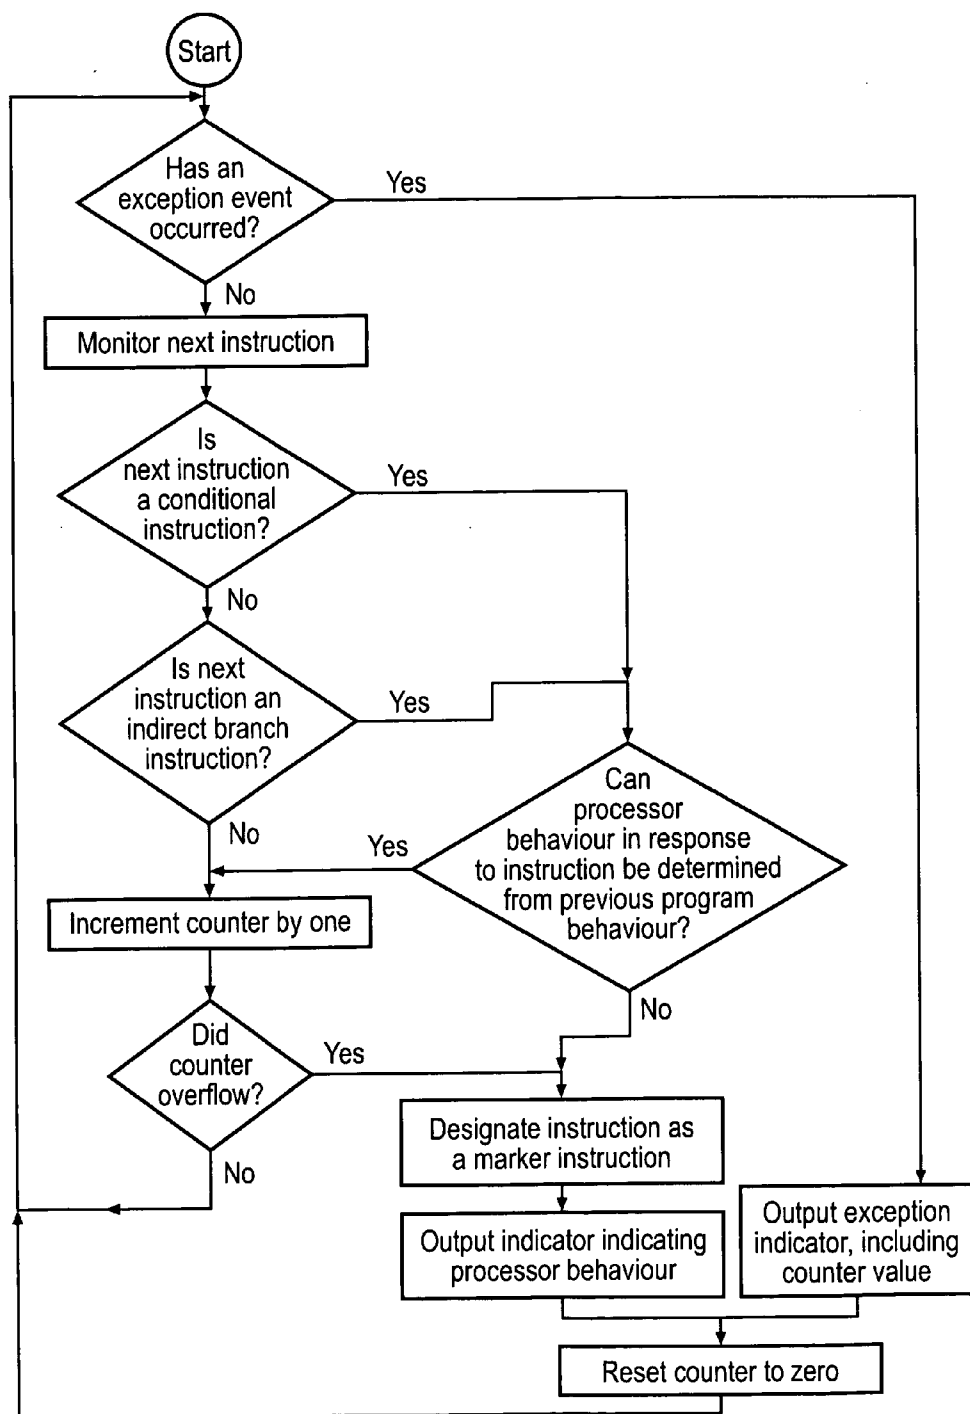 Start
Has an
exception event
occurred?
Yes
No
Monitor next instruction
Is
next instruction
a conditional
instruction?
Yes
No
Is next
instruction an
indirect branch
instruction?
Yes
No
Can
processor
behaviour in response
to instruction be determined
from previous program
behaviour?
Yes
No
Increment counter by one
Did
counter
overflow?
Yes
No
Designate instruction as
a marker instruction
Output indicator indicating
processor behaviour
Output exception
indicator, including
counter value
Reset counter to zero